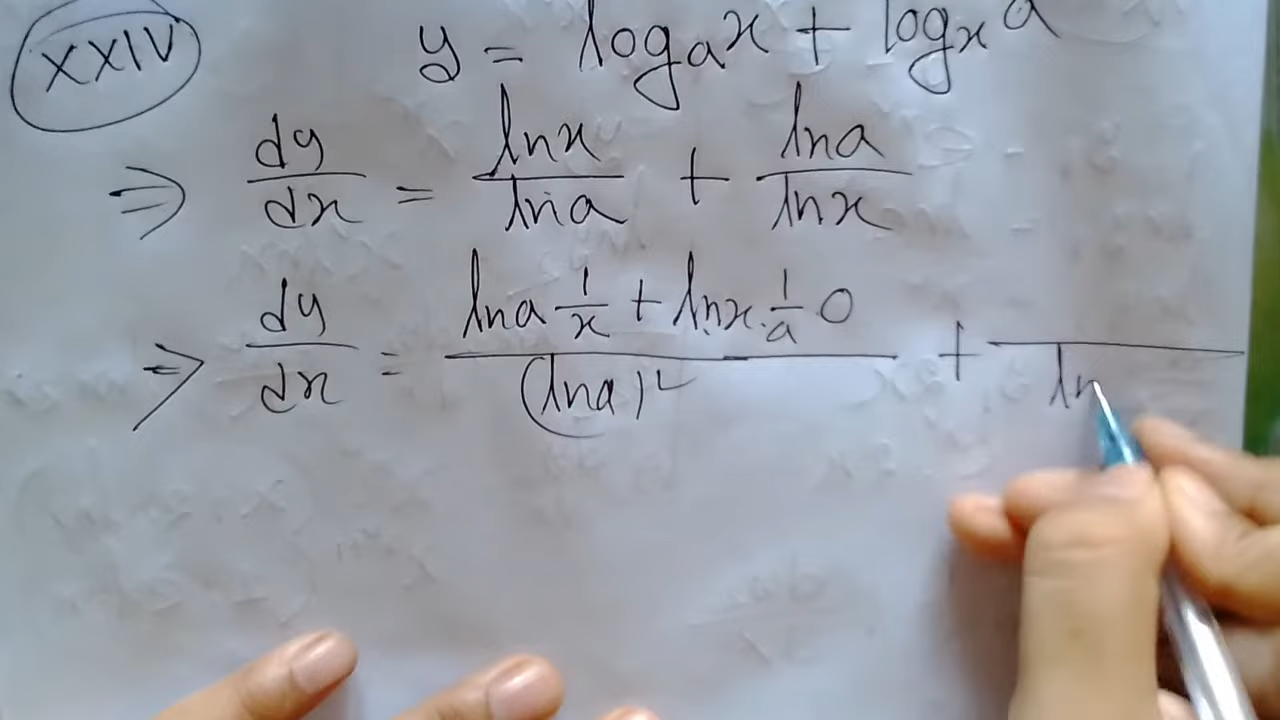 XXIV y = logₐx + logₓa
⇒ dy/dx = lnx/lna + lna/lnx
⇒ dy/dx = (lna 1/x + lnx · 1/a 0)/(lna)² + /ln